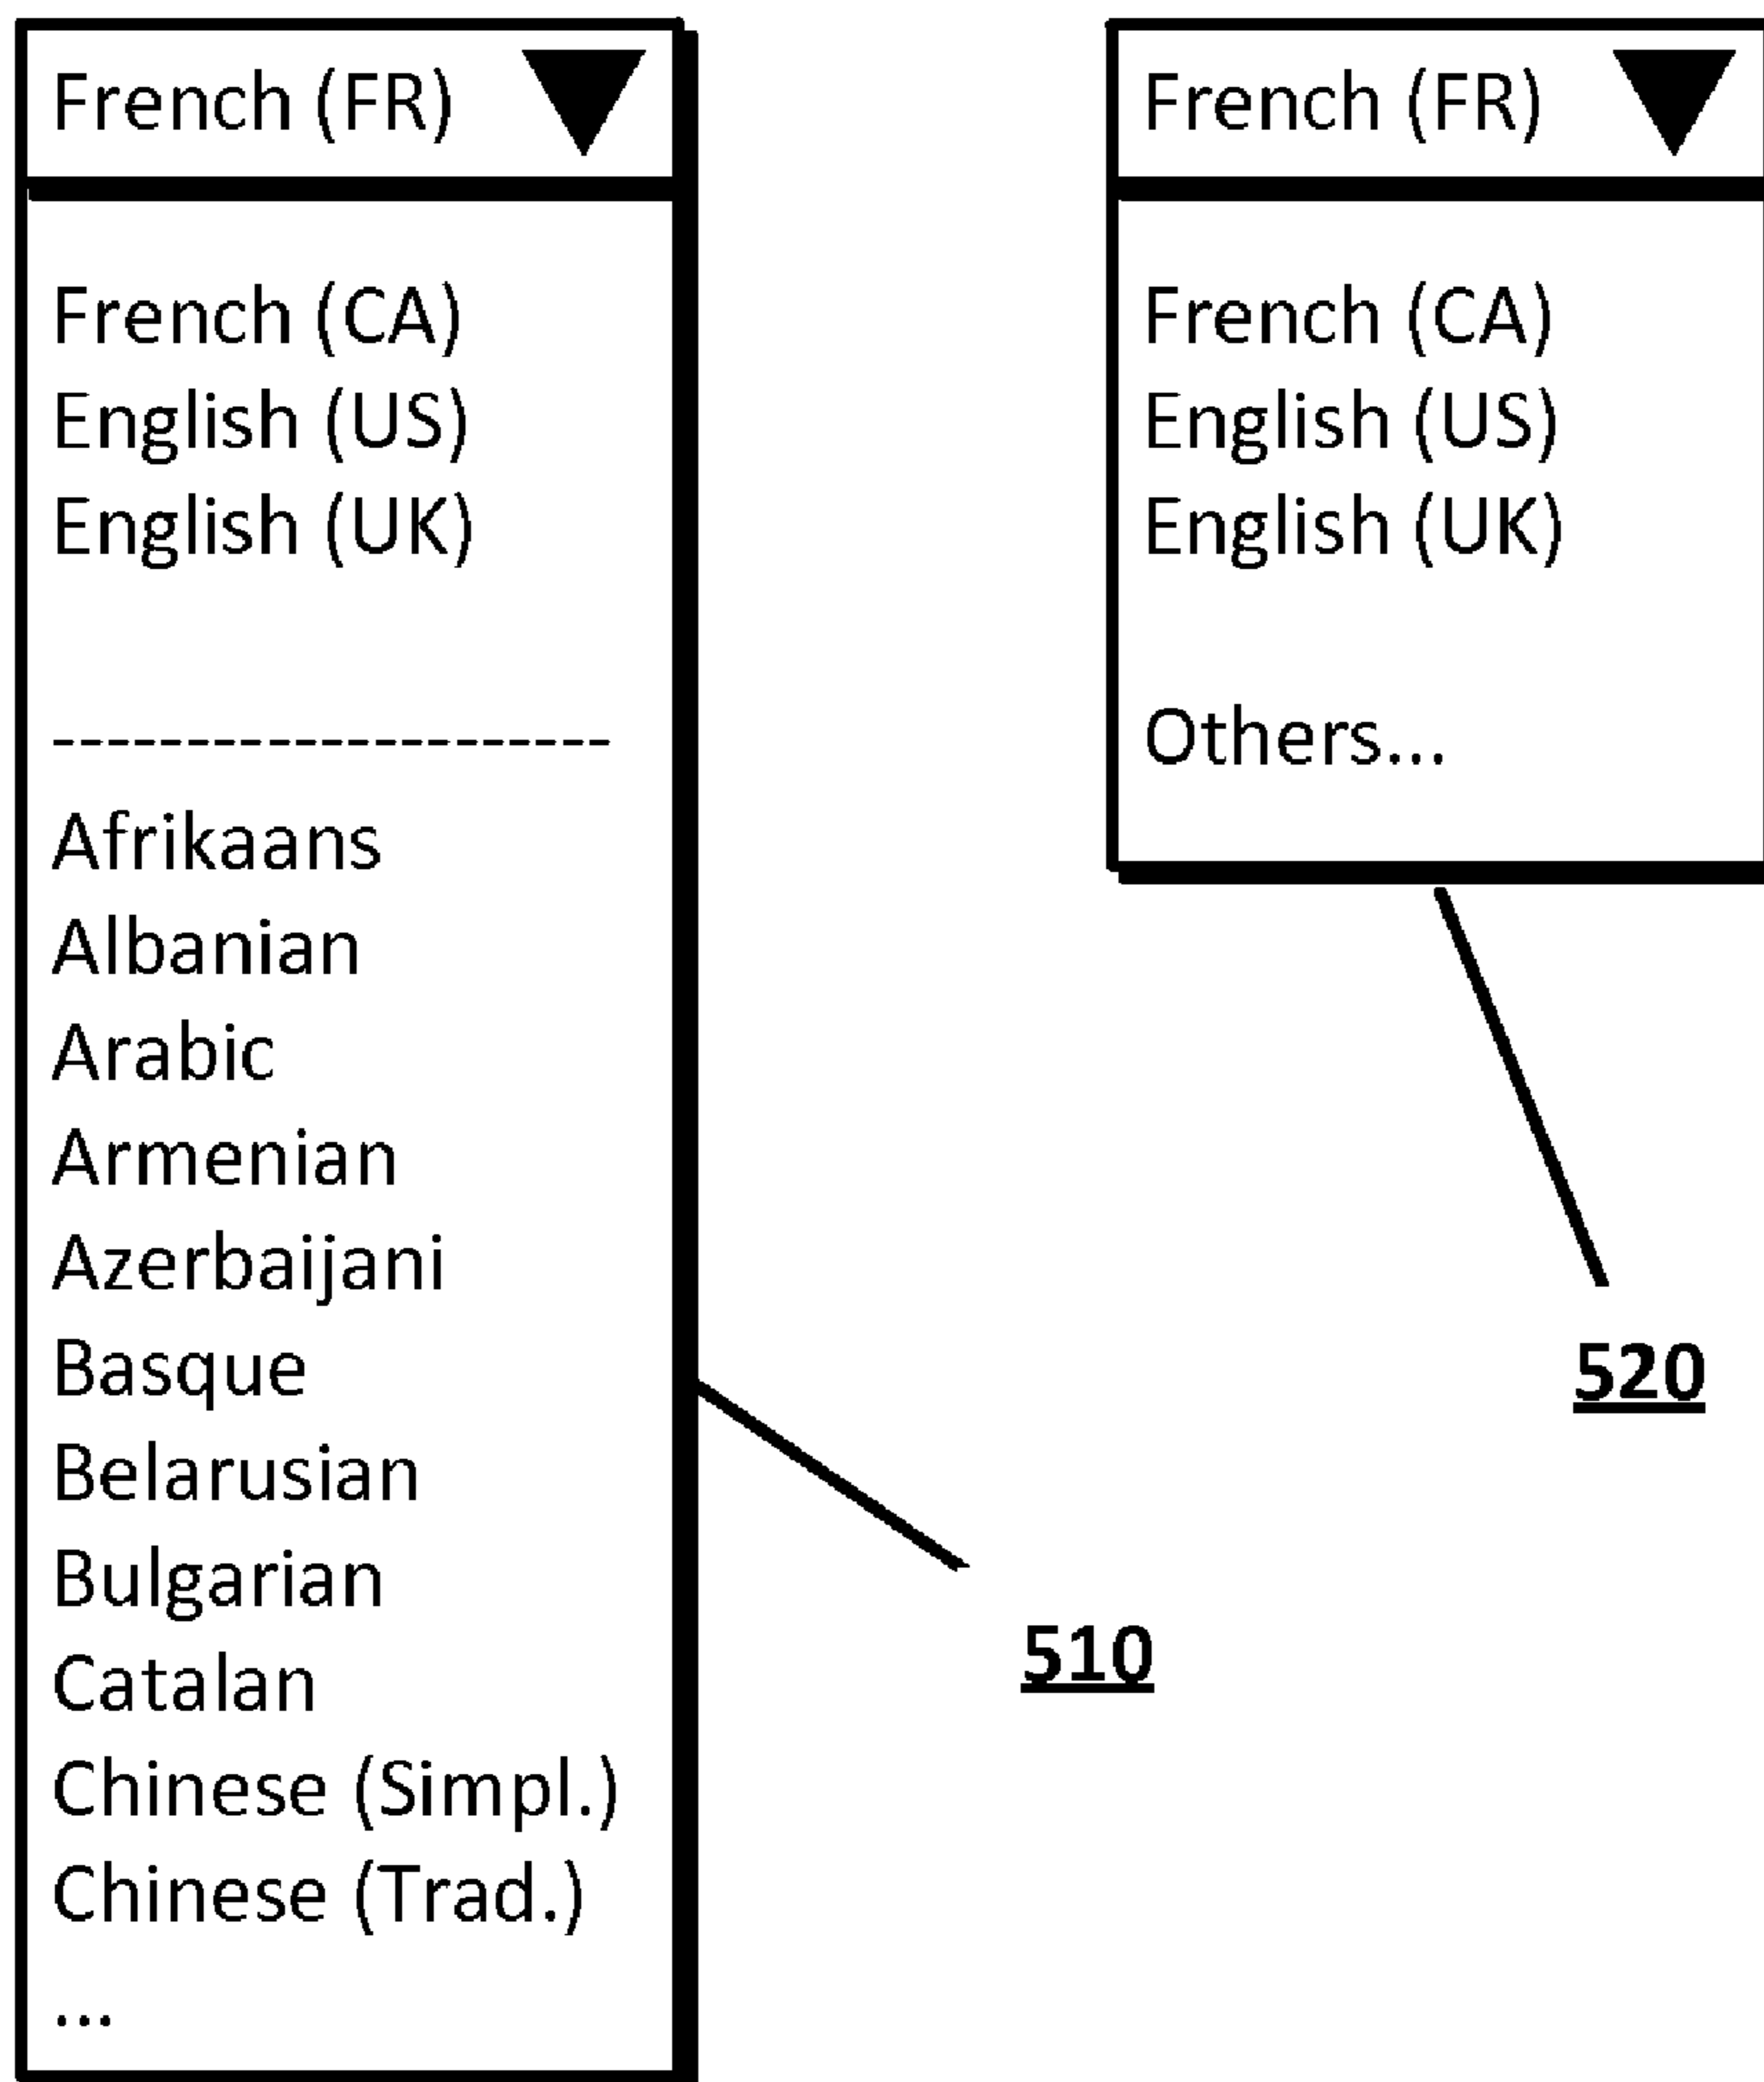 French (FR)
French (CA)
English (US)
English (UK)
---------------------
Afrikaans
Albanian
Arabic
Armenian
Azerbaijani
Basque
Belarusian
Bulgarian
Catalan
Chinese (Simpl.)
Chinese (Trad.)
...
510
French (FR)
French (CA)
English (US)
English (UK)
Others...
520